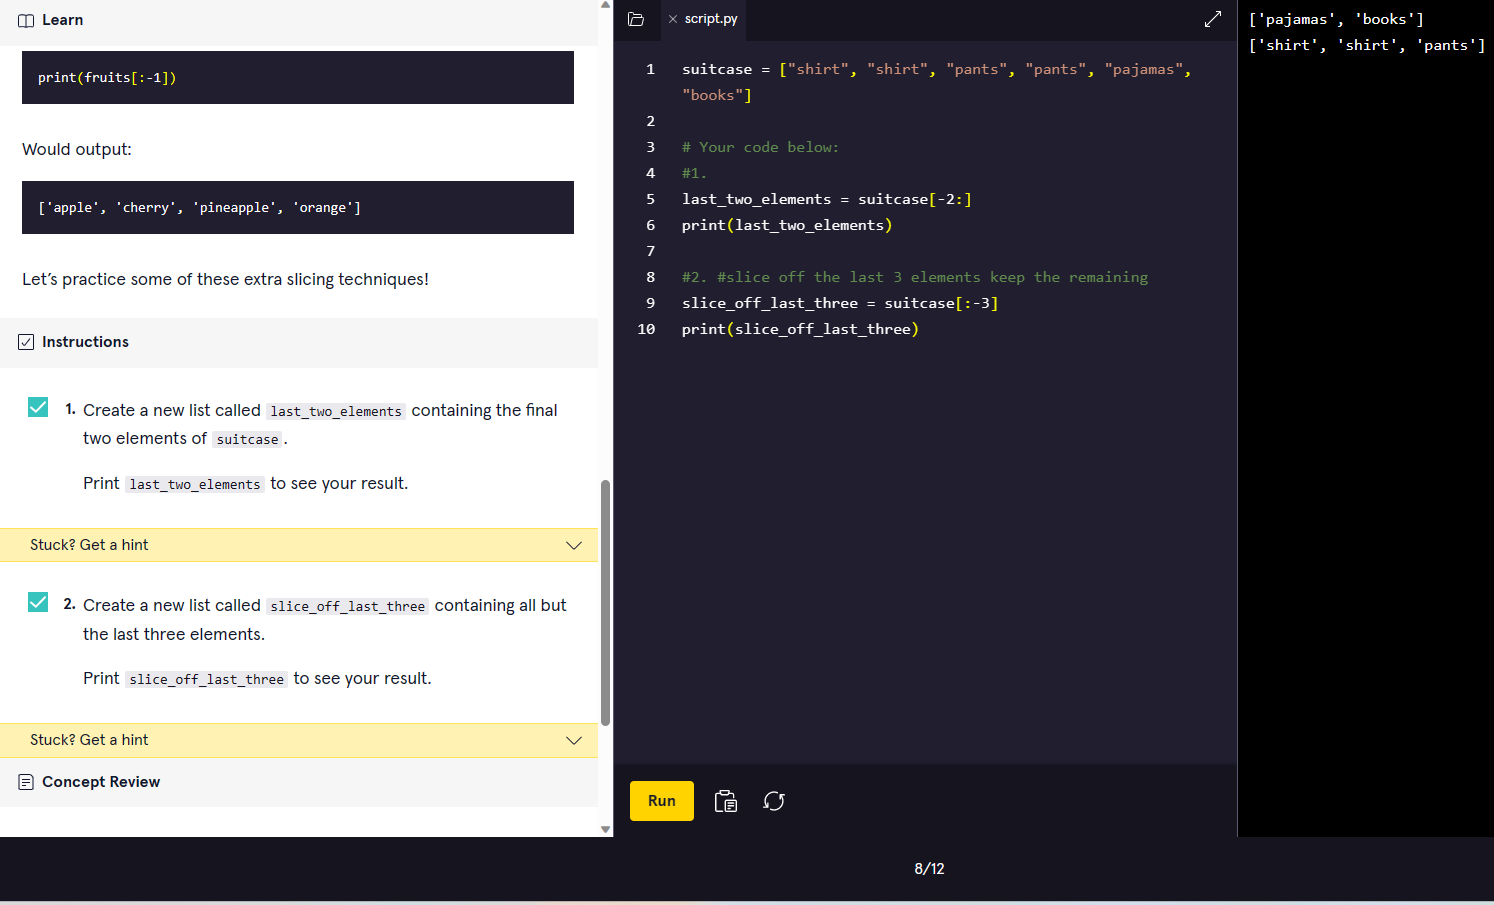 Learn
print(fruits[:-1])
Would output:
['apple', 'cherry', 'pineapple', 'orange']
Let’s practice some of these extra slicing techniques!
Instructions
1. Create a new list called last_two_elements containing the final
two elements of suitcase.
Print last_two_elements to see your result.
Stuck? Get a hint
2. Create a new list called slice_off_last_three containing all but
the last three elements.
Print slice_off_last_three to see your result.
Stuck? Get a hint
Concept Review
× script.py
1 suitcase = ["shirt", "shirt", "pants", "pants", "pajamas",
"books"]
2
3 # Your code below:
4 #1.
5 last_two_elements = suitcase[-2:]
6 print(last_two_elements)
7
8 #2. #slice off the last 3 elements keep the remaining
9 slice_off_last_three = suitcase[:-3]
10 print(slice_off_last_three)
Run
['pajamas', 'books']
['shirt', 'shirt', 'pants']
8/12